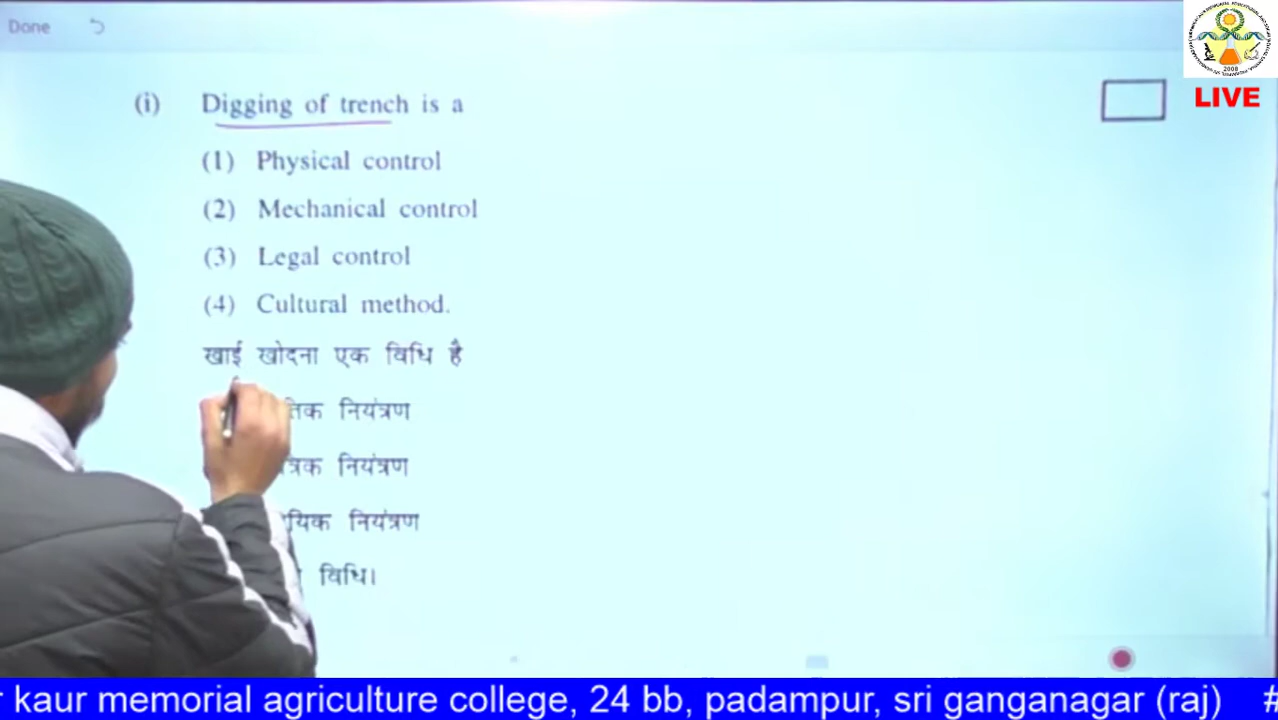 Done
LIVE
(i) Digging of trench is a
(1) Physical control
(2) Mechanical control
(3) Legal control
(4) Cultural method.
खाई खोदना एक विधि है
नियंत्रण
नियंत्रण
नियंत्रण
विधि।
2008
kaur memorial agriculture college, 24 bb, padampur, sri ganganagar (raj) #